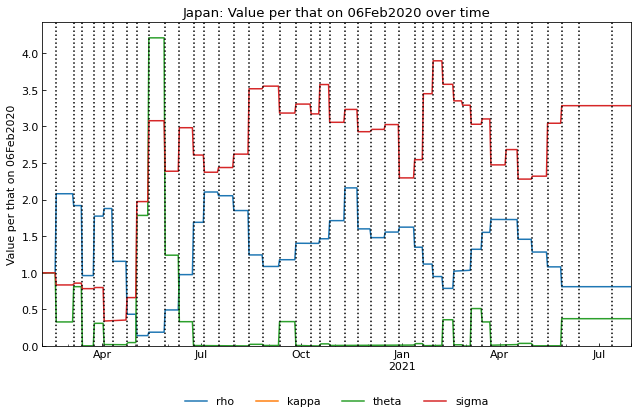 Japan: Value per that on 06Feb2020 over time
Value per that on 06Feb2020
4.0
3.5
3.0
2.5
2.0
1.5
1.0
0.5
0.0
Apr Jul Oct Jan Apr Jul
2021
rho kappa theta sigma